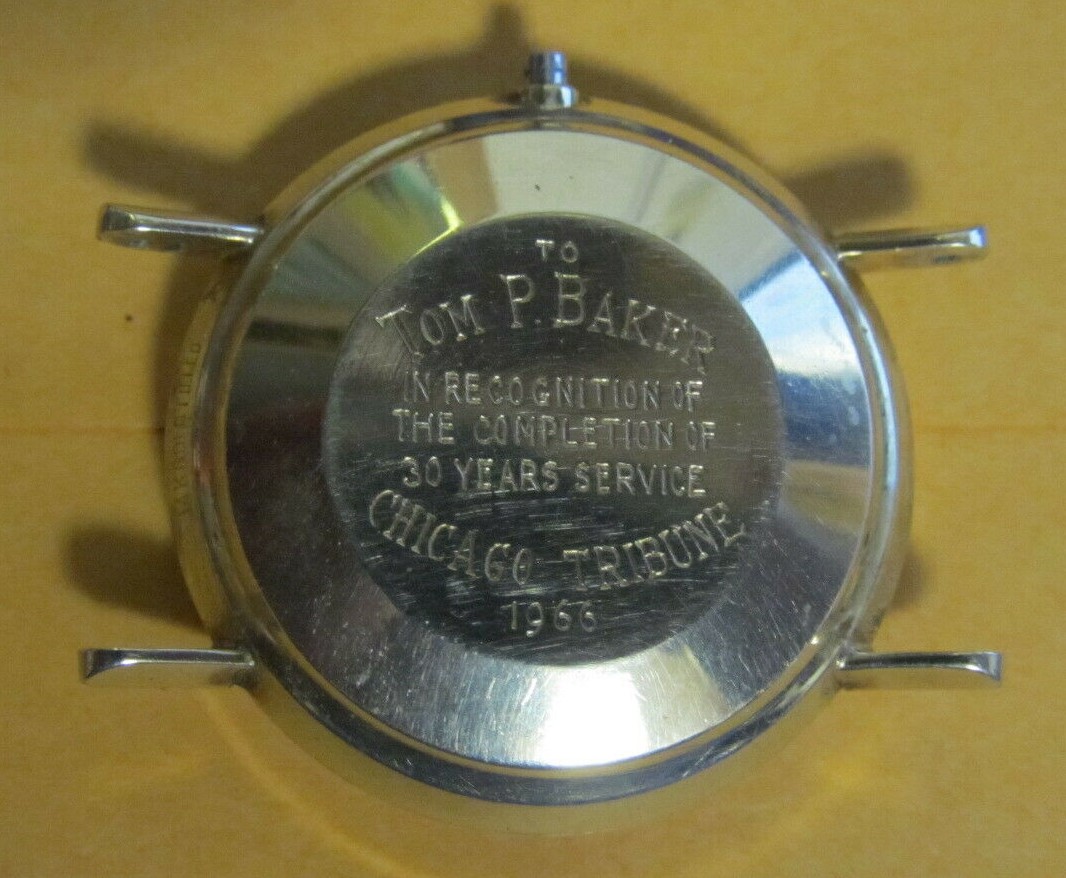 TO
TOM P. BAKER
IN RECOGNITION OF
THE COMPLETION OF
30 YEARS SERVICE
CHICAGO TRIBUNE
1966